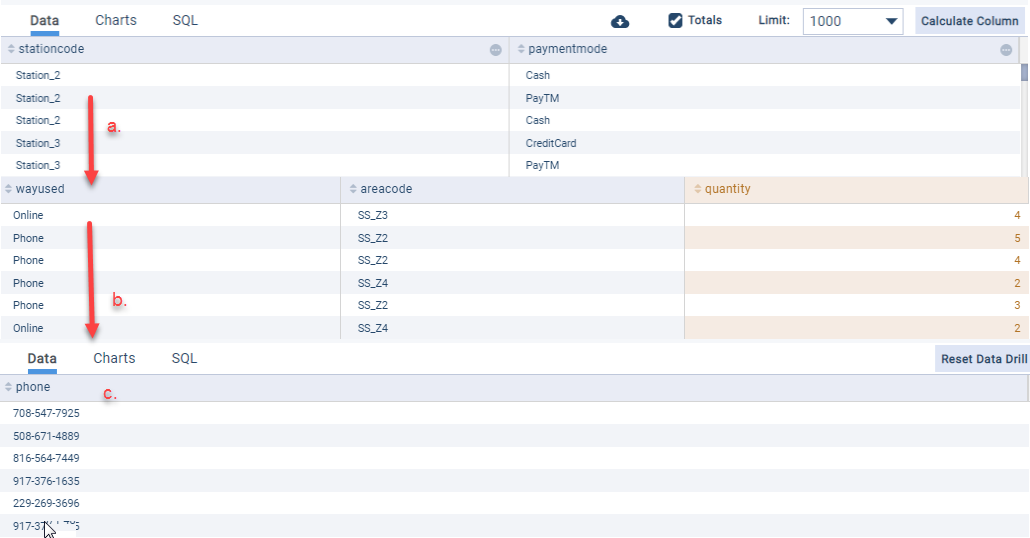 Data Charts SQL Totals Limit: 1000 Calculate Column
stationcode paymentmode
Station_2 Cash
Station_2 PayTM
a.
Station_2 Cash
Station_3 CreditCard
Station_3 PayTM
wayused areacode quantity
Online SS_Z3 4
Phone SS_Z2 5
Phone SS_Z2 4
Phone SS_Z4 2
b.
Phone SS_Z2 3
Online SS_Z4 2
Data Charts SQL Reset Data Drill
phone
c.
708-547-7925
508-671-4889
816-564-7449
917-376-1635
229-269-3696